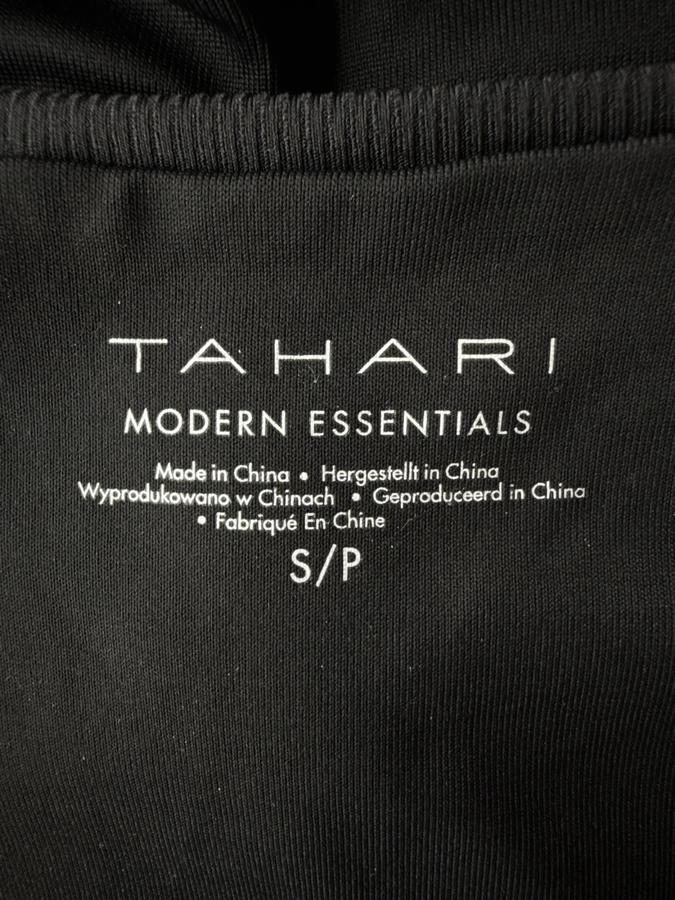 TAHARI
MODERN ESSENTIALS
Made in China • Hergestellt in China
Wyprodukowano w Chinach • Geproduceerd in China
• Fabriqué En Chine
S/P